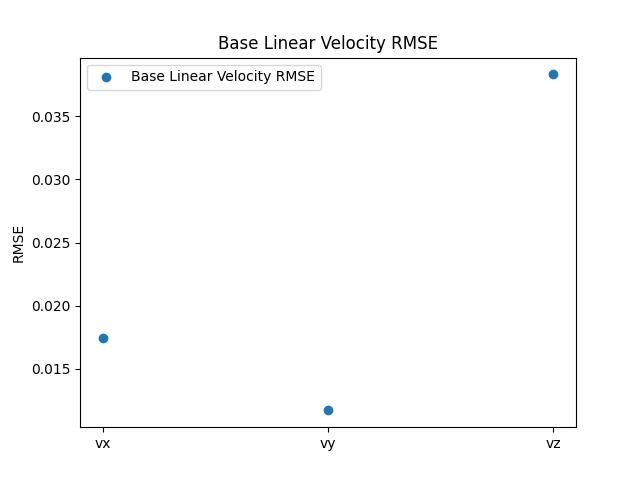 Base Linear Velocity RMSE
Base Linear Velocity RMSE
0.035
0.030
0.025
0.020
0.015
RMSE
vx
vy
vz